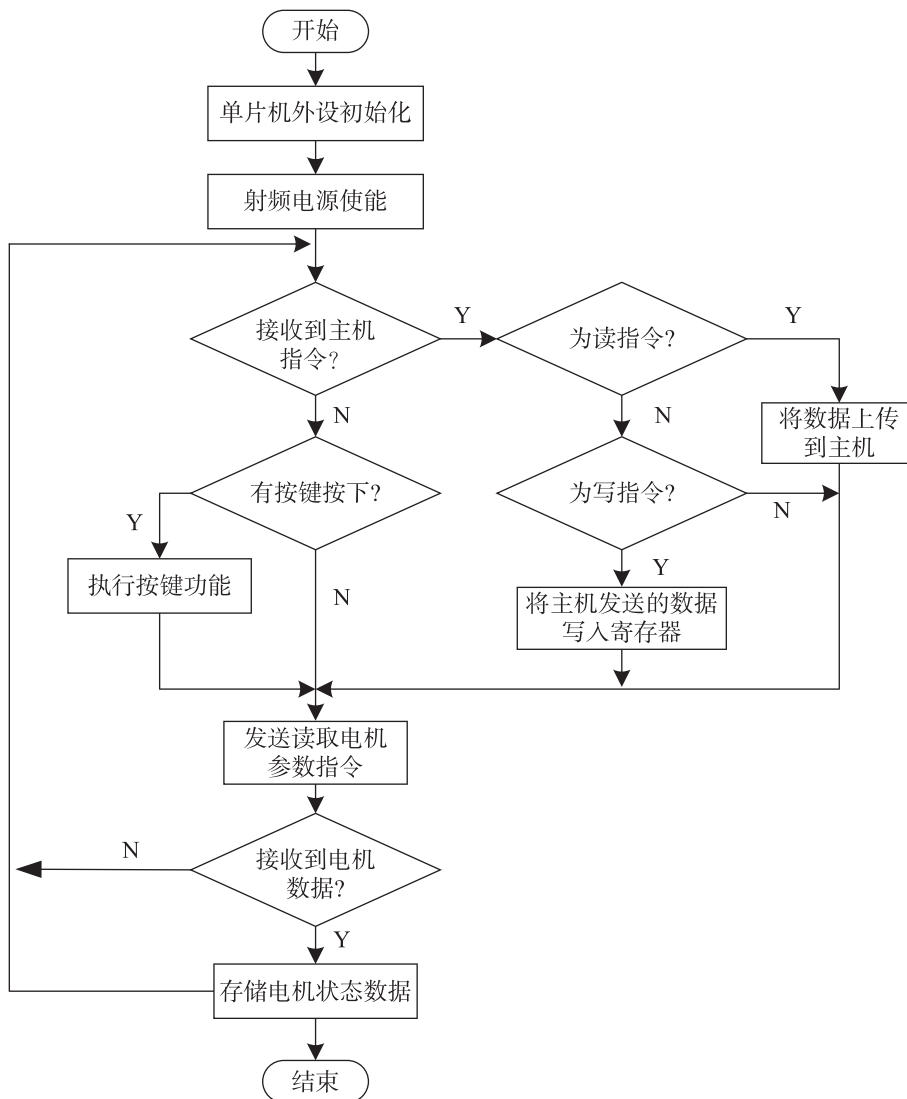 开始
单片机外设初始化
射频电源使能
接收到主机
指令?
Y
为读指令?
Y
N
N
将数据上传
到主机
有按键按下?
为写指令?
Y
N
执行按键功能
N
Y
将主机发送的数据
写入寄存器
发送读取电机
参数指令
N
接收到电机
数据?
Y
存储电机状态数据
结束